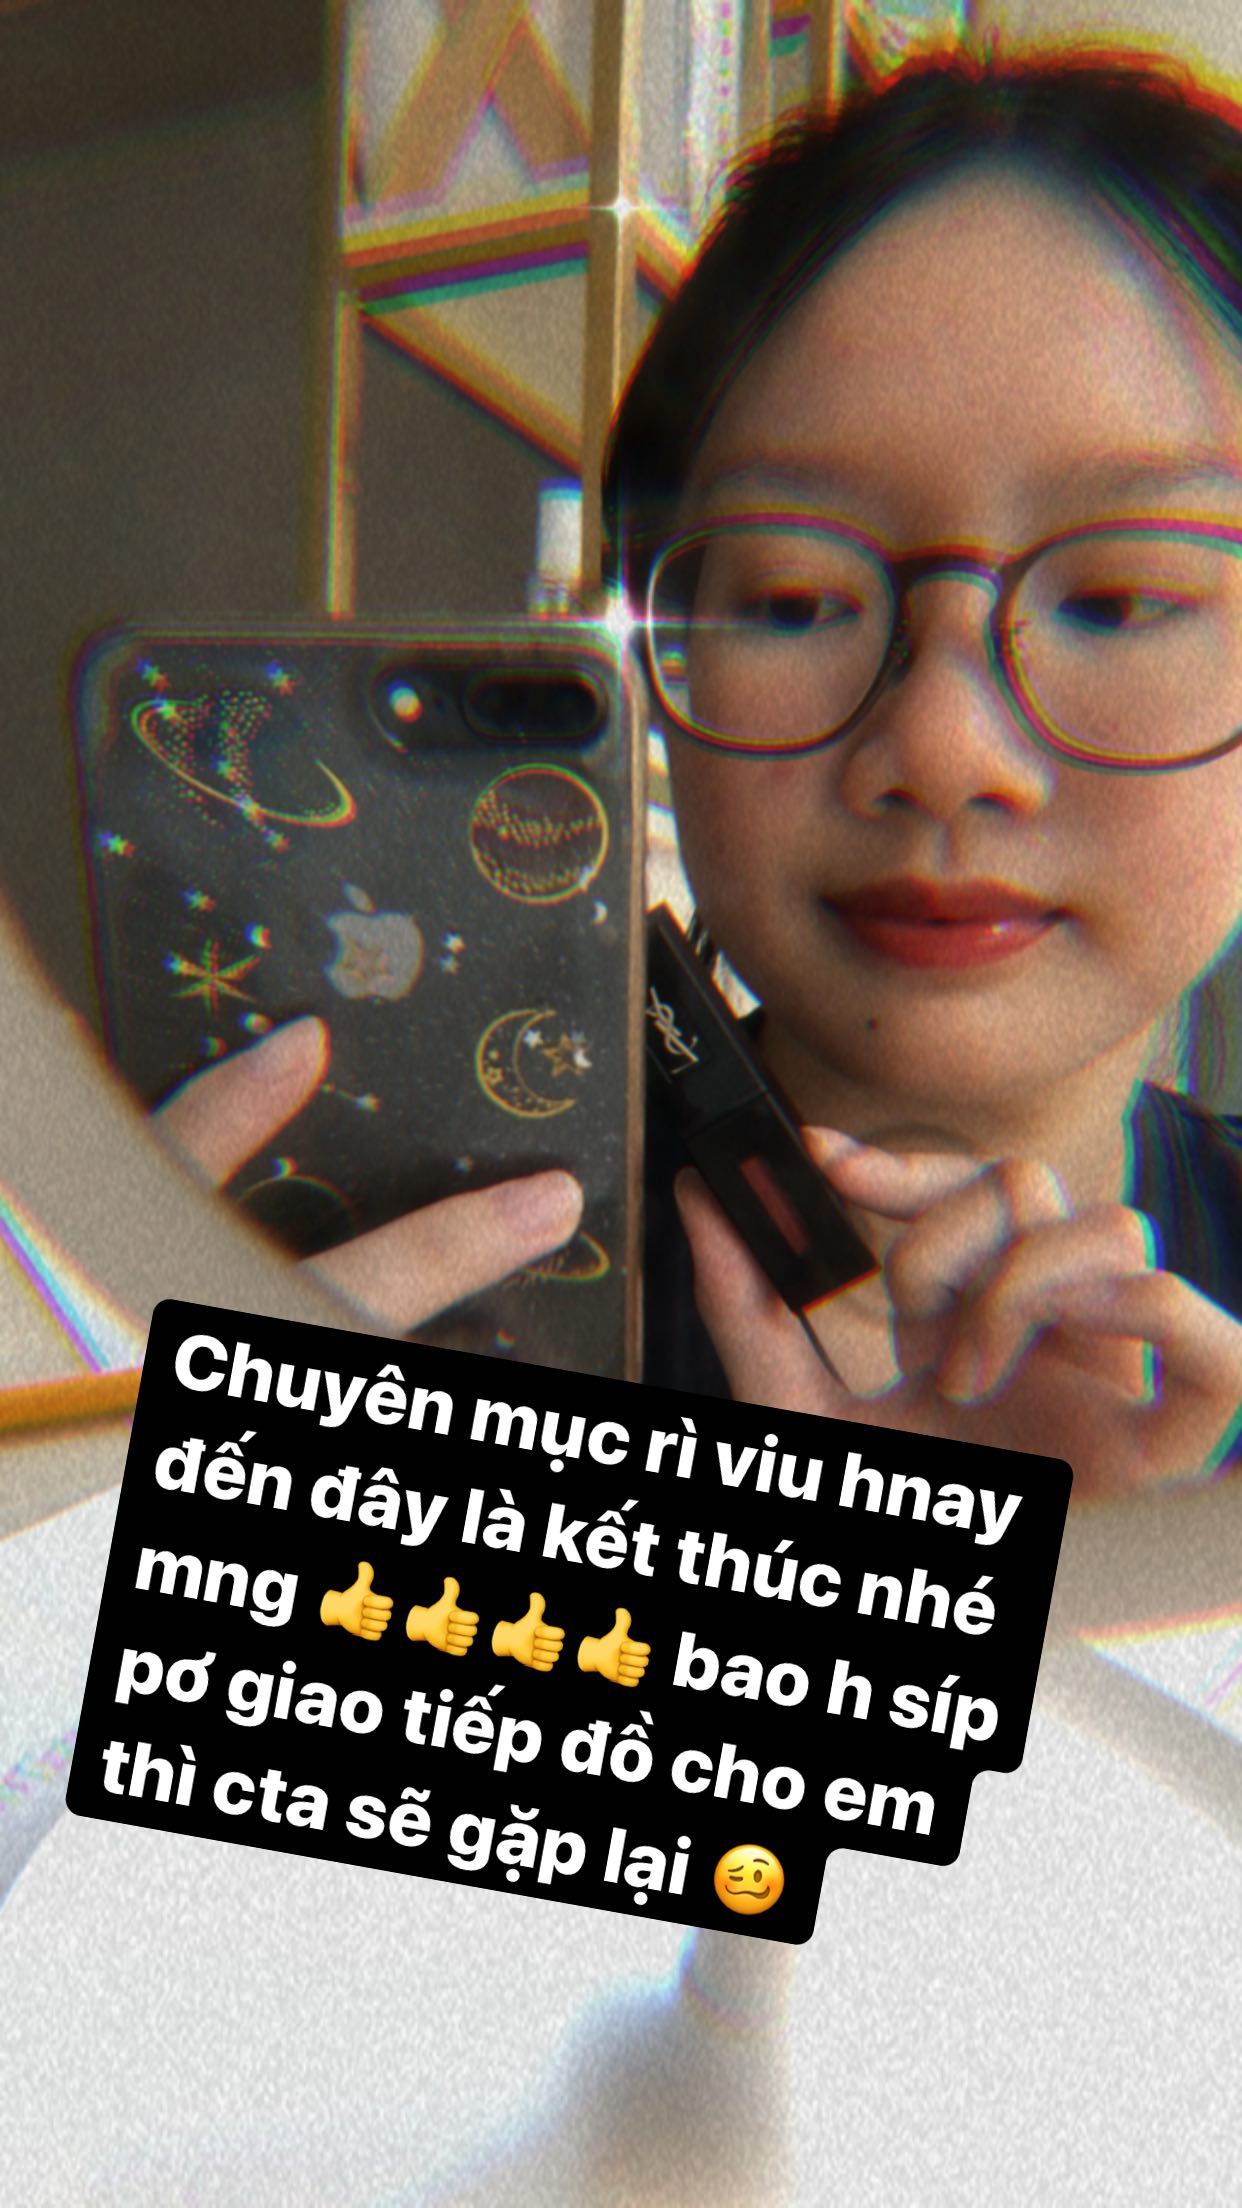 Chuyên mục rì viu hnay
đến đây là kết thúc nhé
mng 👍👍👍👍 bao h síp
pơ giao tiếp đồ cho em
thì cta sẽ gặp lại 🥴
YSL